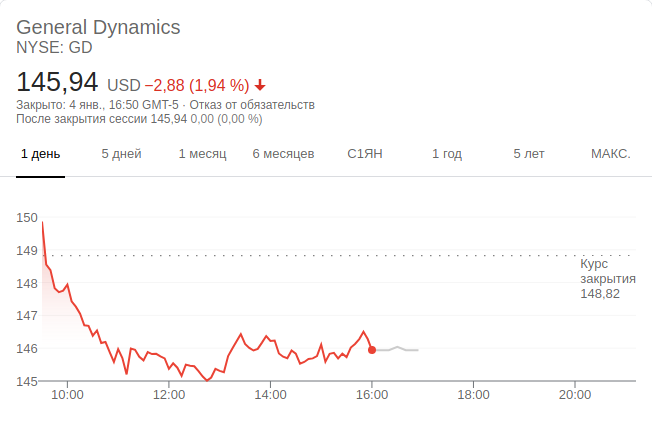 General Dynamics
NYSE: GD
145,94 USD −2,88 (1,94 %)
Закрыто: 4 янв., 16:50 GMT-5 · Отказ от обязательств
После закрытия сессии 145,94 0,00 (0,00 %)
1 день 5 дней 1 месяц 6 месяцев С1ЯН 1 год 5 лет МАКС.
150
149
Курс
закрытия
148,82
148
147
146
145
10:00 12:00 14:00 16:00 18:00 20:00